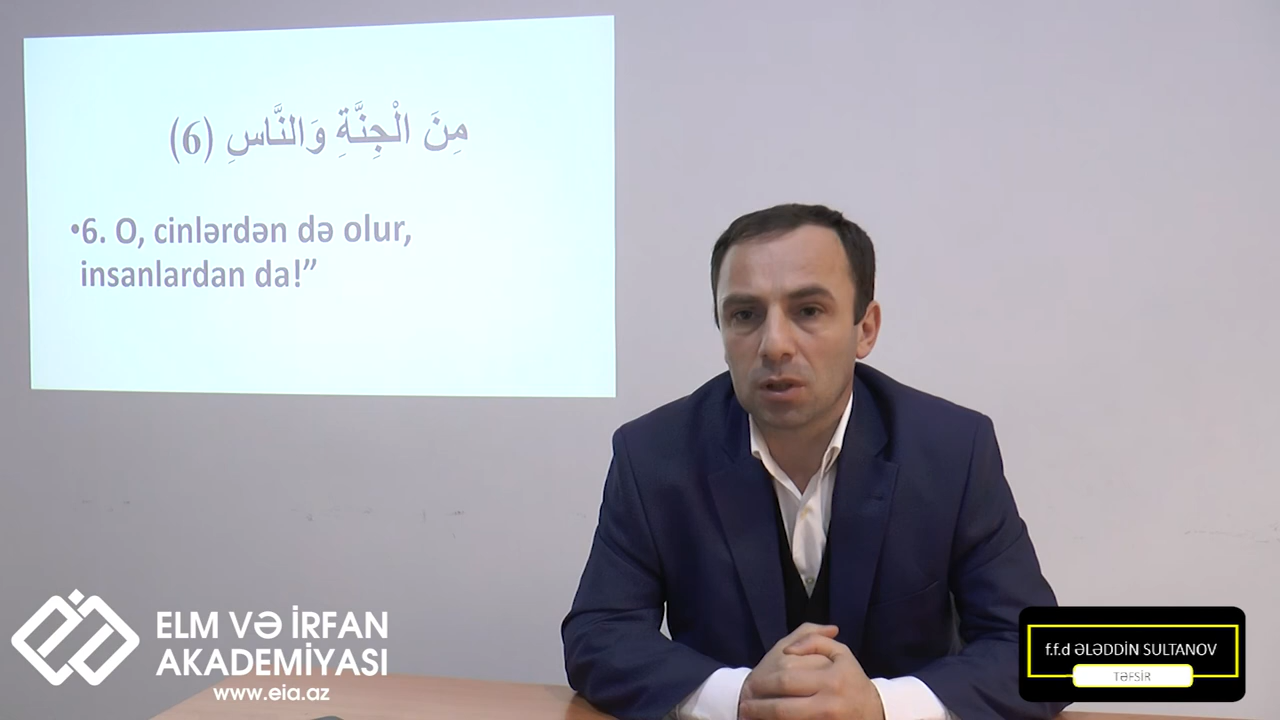 مِنَ الْجِنَّةِ وَالنَّاسِ (6)
•6. O, cinlərdən də olur,
insanlardan da!”
ELM VƏ İRFAN
AKADEMİYASI
www.eia.az
f.f.d ƏLƏDDİN SULTANOV
TƏFSİR